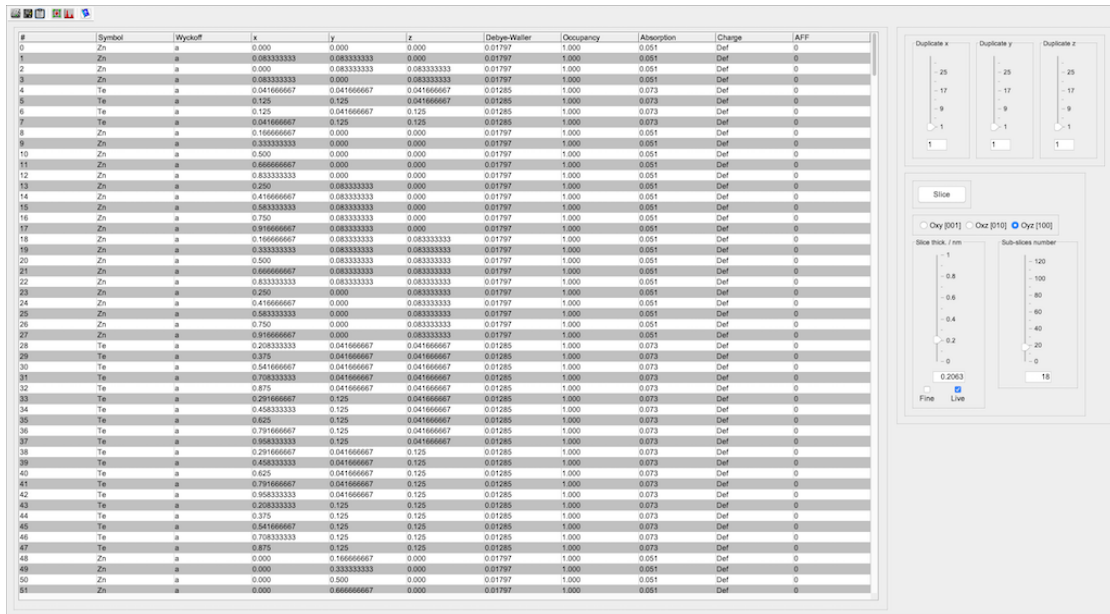 # Symbol Wyckoff x y z Debye-Waller Occupancy Absorption Charge AFF
0 Zn a 0.000 0.000 0.000 0.01797 1.000 0.051 Def 0
1 Zn a 0.083333333 0.083333333 0.000 0.01797 1.000 0.051 Def 0
2 Zn a 0.000 0.083333333 0.083333333 0.01797 1.000 0.051 Def 0
3 Zn a 0.083333333 0.000 0.083333333 0.01797 1.000 0.051 Def 0
4 Te a 0.041666667 0.041666667 0.041666667 0.01285 1.000 0.073 Def 0
5 Te a 0.125 0.125 0.041666667 0.01285 1.000 0.073 Def 0
6 Te a 0.125 0.041666667 0.125 0.01285 1.000 0.073 Def 0
7 Te a 0.041666667 0.125 0.125 0.01285 1.000 0.073 Def 0
8 Zn a 0.166666667 0.000 0.000 0.01797 1.000 0.051 Def 0
9 Zn a 0.333333333 0.000 0.000 0.01797 1.000 0.051 Def 0
10 Zn a 0.500 0.000 0.000 0.01797 1.000 0.051 Def 0
11 Zn a 0.666666667 0.000 0.000 0.01797 1.000 0.051 Def 0
12 Zn a 0.833333333 0.000 0.000 0.01797 1.000 0.051 Def 0
13 Zn a 0.250 0.083333333 0.000 0.01797 1.000 0.051 Def 0
14 Zn a 0.416666667 0.083333333 0.000 0.01797 1.000 0.051 Def 0
15 Zn a 0.583333333 0.083333333 0.000 0.01797 1.000 0.051 Def 0
16 Zn a 0.750 0.083333333 0.000 0.01797 1.000 0.051 Def 0
17 Zn a 0.916666667 0.083333333 0.000 0.01797 1.000 0.051 Def 0
18 Zn a 0.166666667 0.083333333 0.083333333 0.01797 1.000 0.051 Def 0
19 Zn a 0.333333333 0.083333333 0.083333333 0.01797 1.000 0.051 Def 0
20 Zn a 0.500 0.083333333 0.083333333 0.01797 1.000 0.051 Def 0
21 Zn a 0.666666667 0.083333333 0.083333333 0.01797 1.000 0.051 Def 0
22 Zn a 0.833333333 0.083333333 0.083333333 0.01797 1.000 0.051 Def 0
23 Zn a 0.250 0.000 0.083333333 0.01797 1.000 0.051 Def 0
24 Zn a 0.416666667 0.000 0.083333333 0.01797 1.000 0.051 Def 0
25 Zn a 0.583333333 0.000 0.083333333 0.01797 1.000 0.051 Def 0
26 Zn a 0.750 0.000 0.083333333 0.01797 1.000 0.051 Def 0
27 Zn a 0.916666667 0.000 0.083333333 0.01797 1.000 0.051 Def 0
28 Te a 0.208333333 0.041666667 0.041666667 0.01285 1.000 0.073 Def 0
29 Te a 0.375 0.041666667 0.041666667 0.01285 1.000 0.073 Def 0
30 Te a 0.541666667 0.041666667 0.041666667 0.01285 1.000 0.073 Def 0
31 Te a 0.708333333 0.041666667 0.041666667 0.01285 1.000 0.073 Def 0
32 Te a 0.875 0.041666667 0.041666667 0.01285 1.000 0.073 Def 0
33 Te a 0.291666667 0.125 0.041666667 0.01285 1.000 0.073 Def 0
34 Te a 0.458333333 0.125 0.041666667 0.01285 1.000 0.073 Def 0
35 Te a 0.625 0.125 0.041666667 0.01285 1.000 0.073 Def 0
36 Te a 0.791666667 0.125 0.041666667 0.01285 1.000 0.073 Def 0
37 Te a 0.958333333 0.125 0.041666667 0.01285 1.000 0.073 Def 0
38 Te a 0.291666667 0.041666667 0.125 0.01285 1.000 0.073 Def 0
39 Te a 0.458333333 0.041666667 0.125 0.01285 1.000 0.073 Def 0
40 Te a 0.625 0.041666667 0.125 0.01285 1.000 0.073 Def 0
41 Te a 0.791666667 0.041666667 0.125 0.01285 1.000 0.073 Def 0
42 Te a 0.958333333 0.041666667 0.125 0.01285 1.000 0.073 Def 0
43 Te a 0.208333333 0.125 0.125 0.01285 1.000 0.073 Def 0
44 Te a 0.375 0.125 0.125 0.01285 1.000 0.073 Def 0
45 Te a 0.541666667 0.125 0.125 0.01285 1.000 0.073 Def 0
46 Te a 0.708333333 0.125 0.125 0.01285 1.000 0.073 Def 0
47 Te a 0.875 0.125 0.125 0.01285 1.000 0.073 Def 0
48 Zn a 0.000 0.166666667 0.000 0.01797 1.000 0.051 Def 0
49 Zn a 0.000 0.333333333 0.000 0.01797 1.000 0.051 Def 0
50 Zn a 0.000 0.500 0.000 0.01797 1.000 0.051 Def 0
51 Zn a 0.000 0.666666667 0.000 0.01797 1.000 0.051 Def 0
Duplicate x Duplicate y Duplicate z
25 25 25
17 17 17
9 9 9
1 1 1
1 1 1
Slice
Oxy [001] Oxz [010] Oyz [100]
Slice thick. / nm Sub-slices number
1
120
0.8 100
0.6 80
60
0.4 40
0.2 20
0 0
0.2063 18
Fine Live